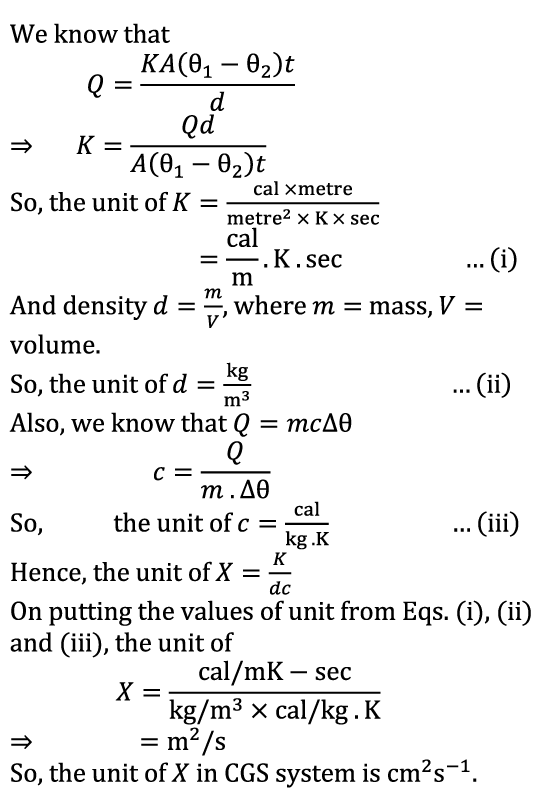 We know that
Q = KA(θ₁ − θ₂)t / d
⇒ K = Qd / A(θ₁ − θ₂)t
So, the unit of K = cal ×metre / metre² × K × sec
= cal/m . K . sec ... (i)
And density d = m/V, where m = mass, V =
volume.
So, the unit of d = kg/m³ ... (ii)
Also, we know that Q = mcΔθ
⇒ c = Q / m . Δθ
So, the unit of c = cal / kg .K ... (iii)
Hence, the unit of X = K / dc
On putting the values of unit from Eqs. (i), (ii)
and (iii), the unit of
X = cal/mK − sec / kg/m³ × cal/kg . K
⇒ = m²/s
So, the unit of X in CGS system is cm²s⁻¹.